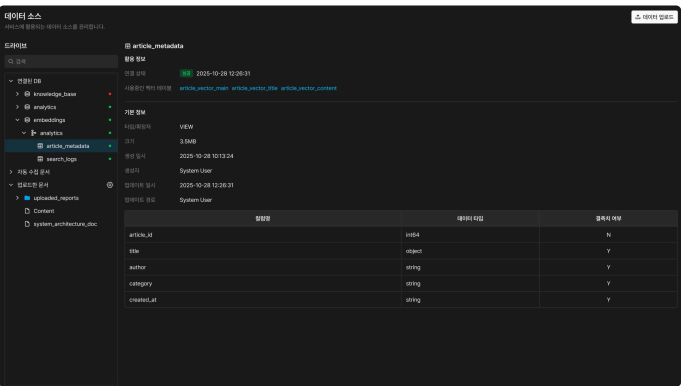 데이터 소스
서비스에 활용되는 데이터 소스를 관리합니다.
데이터 업로드
드라이브
검색
연결된 DB
knowledge_base
analytics
embeddings
analytics
article_metadata
search_logs
자동 수집 문서
업로드한 문서
uploaded_reports
Content
system_architecture_doc
article_metadata
활용 정보
연결 상태 2025-10-28 12:26:31
사용중인 벡터 테이블 article_vector_main article_vector_title article_vector_content
기본 정보
타입/확장자 VIEW
크기 3.5MB
생성 일시 2025-10-28 10:13:24
생성자 System User
업데이트 일시 2025-10-28 12:26:31
업데이트 경로 System User
컬럼명 데이터 타입 결측치 여부
article_id int64 N
title object Y
author string Y
category string Y
created_at string Y